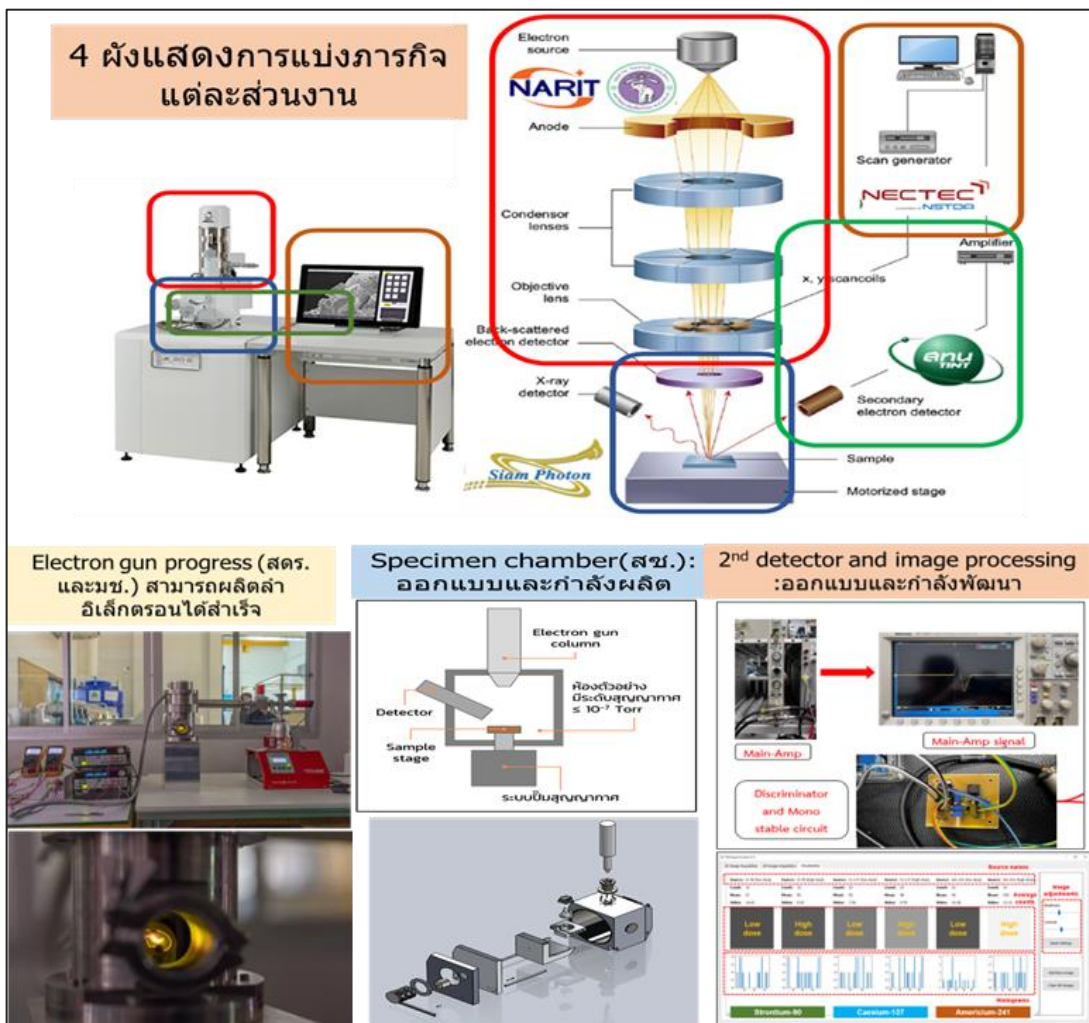 4 ผังแสดงการแบ่งภารกิจ
แต่ละส่วนงาน
Electron
source
NARIT
Anode
Condensor
lenses
Objective
lens
Back-scattered
electron detector
X-ray
detector
Scan generator
NECTEC
NSTDA
Amplifier
x, y scancoils
anu
TINT
Secondary
electron detector
Sample
Motorized stage
Siam Photon
Electron gun progress (สดร.
และมช.) สามารถผลิตลำ
อิเล็กตรอนได้สำเร็จ
Specimen chamber(สซ.):
ออกแบบและกำลังผลิต
Electron gun
column
ห้องตัวอย่าง
มีระดับสูญญากาศ
≤ 10⁻⁷ Torr
Detector
Sample
stage
ระบบปั๊มสูญญากาศ
2nd detector and image processing
:ออกแบบและกำลังพัฒนา
Main-Amp
Main-Amp signal
Discriminator
and Mono
stable circuit
Source names
Image
adjustments
Average
counts
Low
dose
High
dose
Low
dose
High
dose
Low
dose
High
dose
Histograms
Strontium-90
Caesium-137
Americium-241